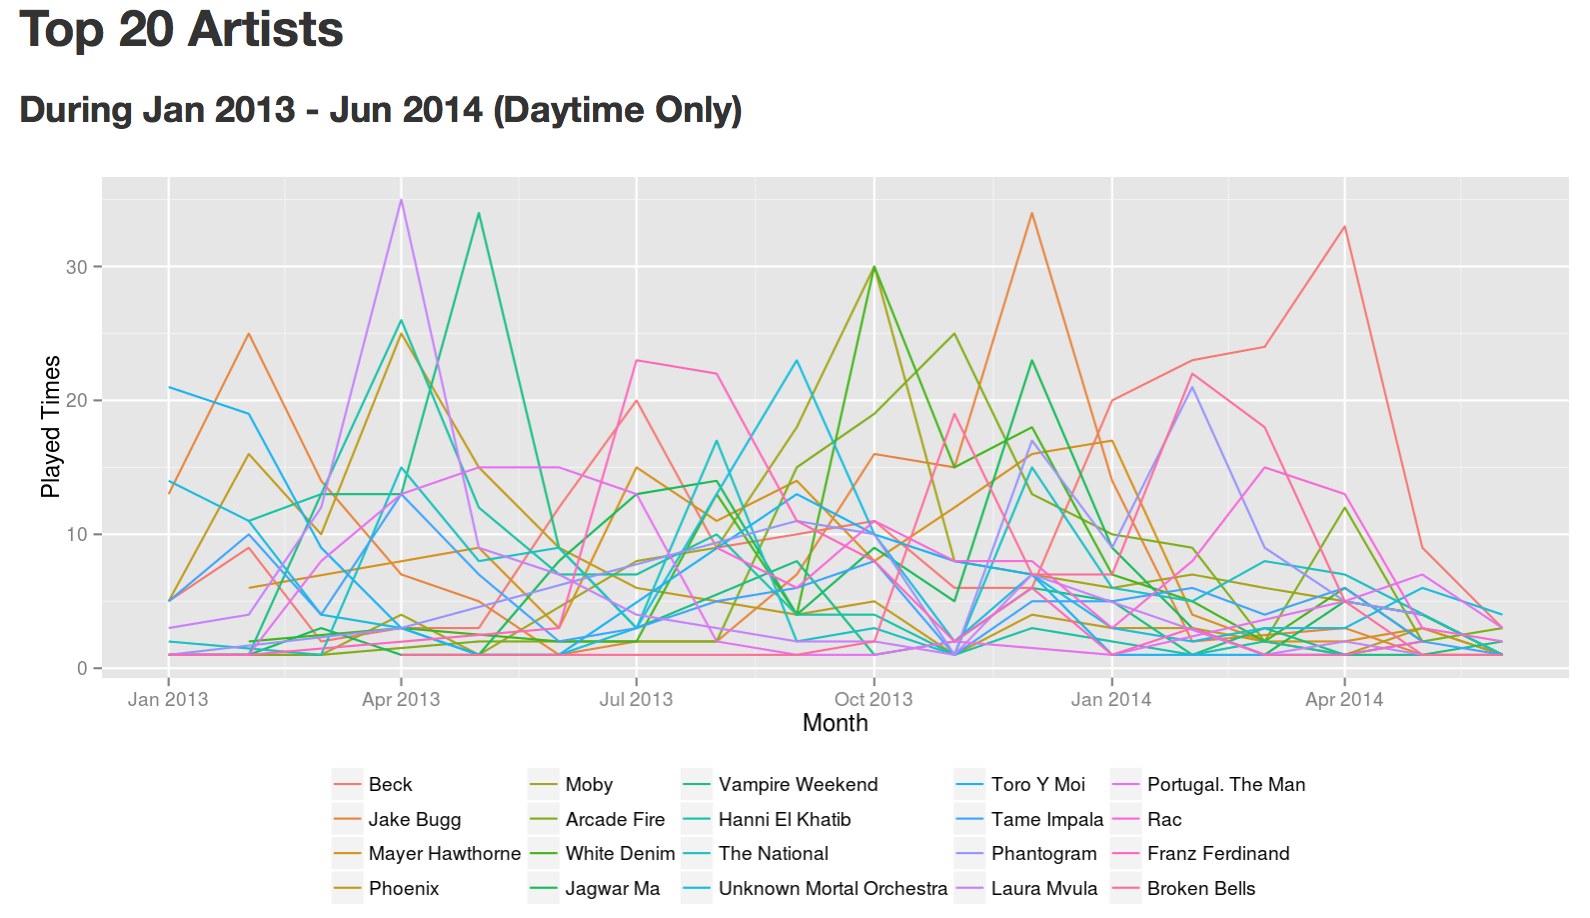 Top 20 Artists
During Jan 2013 - Jun 2014 (Daytime Only)
30
20
10
0
Played Times
Jan 2013 Apr 2013 Jul 2013 Oct 2013 Jan 2014 Apr 2014
Month
Beck Moby Vampire Weekend Toro Y Moi Portugal. The Man
Jake Bugg Arcade Fire Hanni El Khatib Tame Impala Rac
Mayer Hawthorne White Denim The National Phantogram Franz Ferdinand
Phoenix Jagwar Ma Unknown Mortal Orchestra Laura Mvula Broken Bells